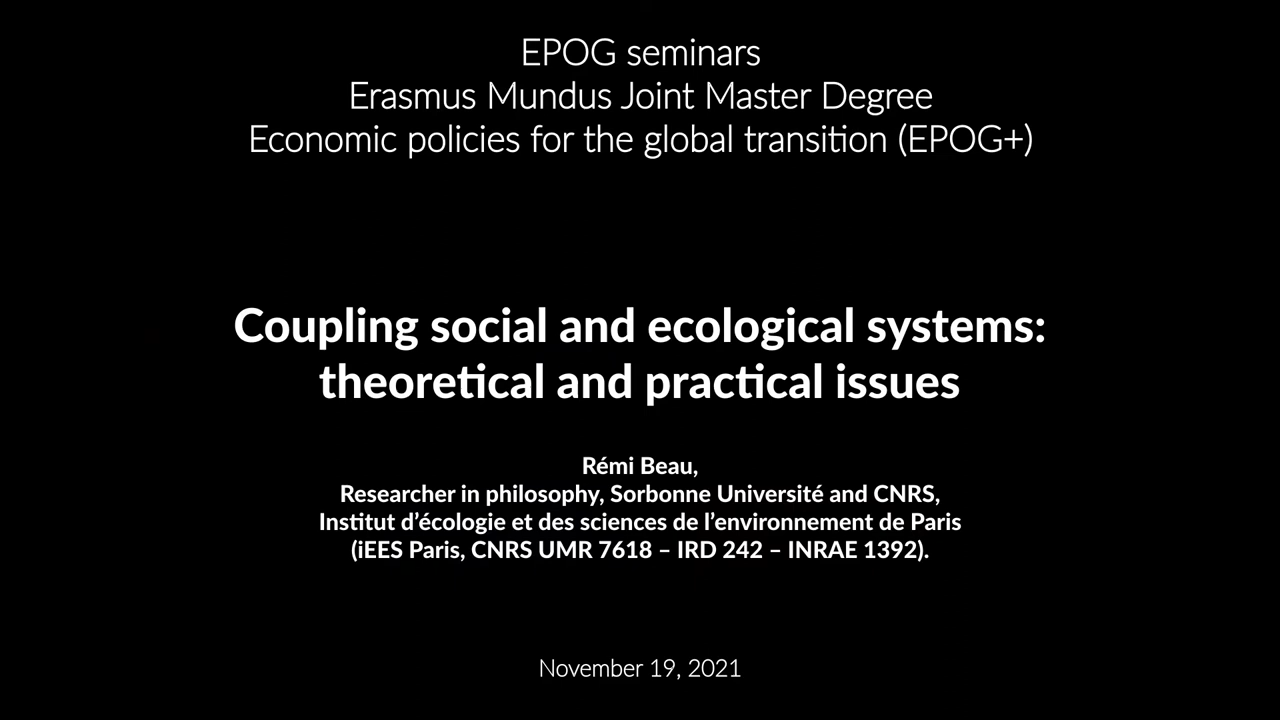 EPOG seminars
Erasmus Mundus Joint Master Degree
Economic policies for the global transition (EPOG+)
Coupling social and ecological systems:
theoretical and practical issues
Rémi Beau,
Researcher in philosophy, Sorbonne Université and CNRS,
Institut d’écologie et des sciences de l’environnement de Paris
(iEES Paris, CNRS UMR 7618 – IRD 242 – INRAE 1392).
November 19, 2021